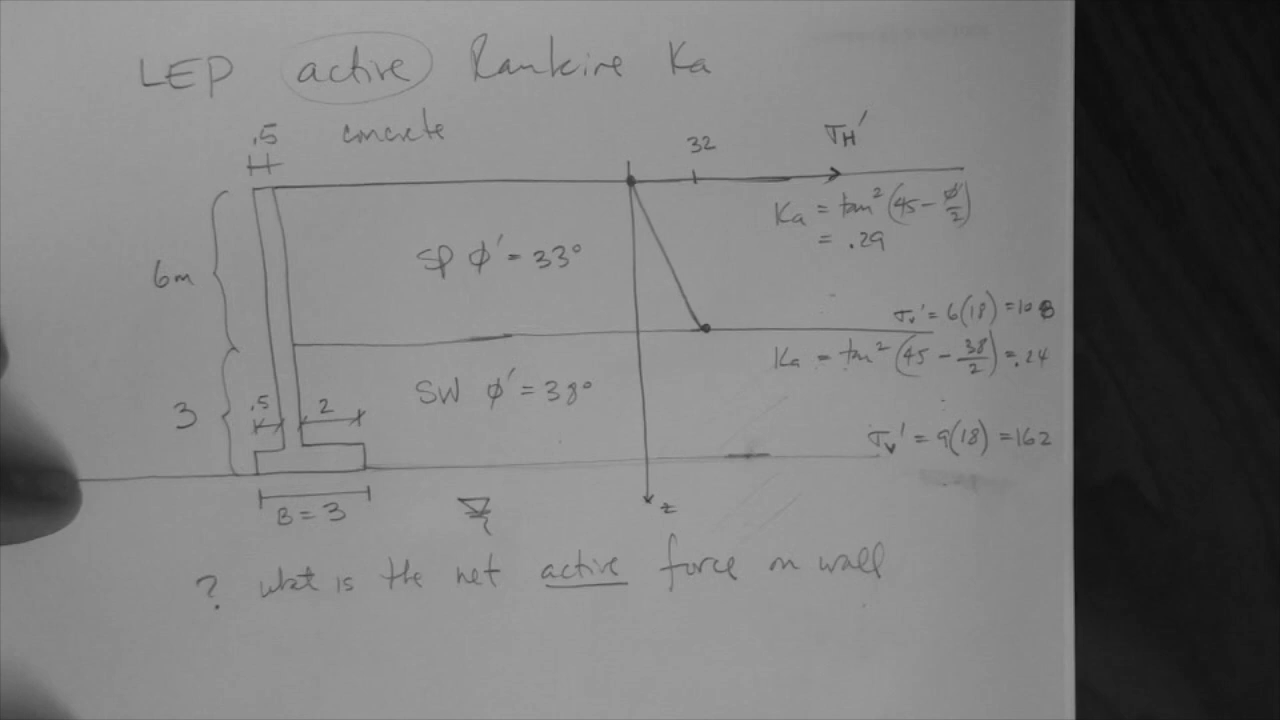 LEP active Rankine Ka
.5 concrete
32 σH'
Ka = tan² (45 - φ'/2)
= .29
SP φ' = 33°
6m
σv' = 6(18) = 108
Ka = tan² (45 - 38/2) = .24
SW φ' = 38°
3
.5 2
σv' = 9(18) = 162
B = 3
z
? what is the net active force on wall